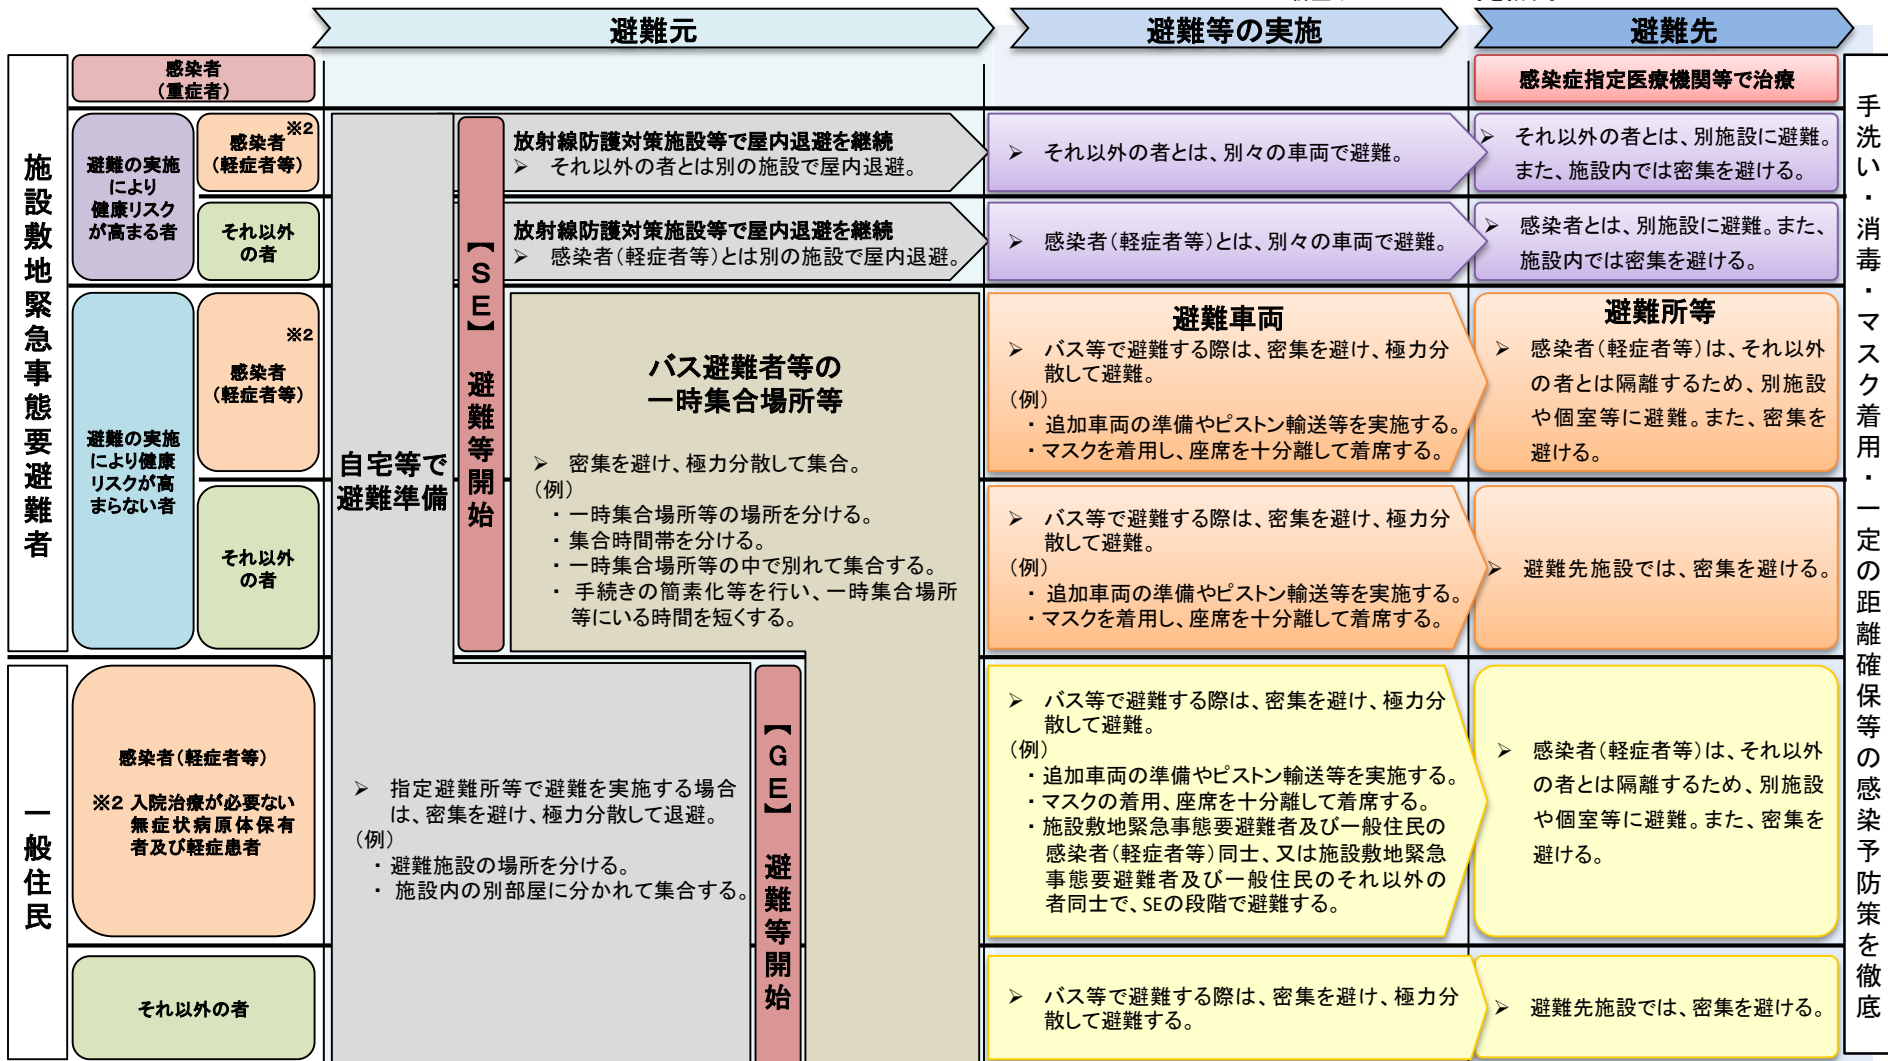 避難元
避難等の実施
避難先
施設敷地緊急事態要避難者
感染者
(重症者)
感染症指定医療機関等で治療
避難の実施
により
健康リスク
が高まる者
※2
感染者
(軽症者等)
それ以外
の者
自宅等で
避難準備
【SE】 避難等開始
放射線防護対策施設等で屋内退避を継続
➢ それ以外の者とは別の施設で屋内退避。
➢ それ以外の者とは、別々の車両で避難。
➢ それ以外の者とは、別施設に避難。
また、施設内では密集を避ける。
放射線防護対策施設等で屋内退避を継続
➢ 感染者(軽症者等)とは別の施設で屋内退避。
➢ 感染者(軽症者等)とは、別々の車両で避難。
➢ 感染者とは、別施設に避難。また、
施設内では密集を避ける。
避難の実施
により健康
リスクが高
まらない者
※2
感染者
(軽症者等)
それ以外
の者
バス避難者等の
一時集合場所等
➢ 密集を避け、極力分散して集合。
(例)
・一時集合場所等の場所を分ける。
・集合時間帯を分ける。
・一時集合場所等の中で別れて集合する。
・ 手続きの簡素化等を行い、一時集合場所
等にいる時間を短くする。
避難車両
➢ バス等で避難する際は、密集を避け、極力分
散して避難。
(例)
・追加車両の準備やピストン輸送等を実施する。
・マスクを着用し、座席を十分離して着席する。
避難所等
➢ 感染者(軽症者等)は、それ以外
の者とは隔離するため、別施設
や個室等に避難。また、密集を
避ける。
➢ バス等で避難する際は、密集を避け、極力分
散して避難。
(例)
・追加車両の準備やピストン輸送等を実施する。
・マスクを着用し、座席を十分離して着席する。
➢ 避難先施設では、密集を避ける。
一般住民
感染者(軽症者等)
※2 入院治療が必要ない
無症状病原体保有
者及び軽症患者
それ以外の者
➢ 指定避難所等で避難を実施する場合
は、密集を避け、極力分散して退避。
(例)
・避難施設の場所を分ける。
・ 施設内の別部屋に分かれて集合する。
【GE】 避難等開始
➢ バス等で避難する際は、密集を避け、極力分
散して避難。
(例)
・追加車両の準備やピストン輸送等を実施する。
・マスクの着用、座席を十分離して着席する。
・施設敷地緊急事態要避難者及び一般住民の
感染者(軽症者等)同士、又は施設敷地緊急
事態要避難者及び一般住民のそれ以外の
者同士で、SEの段階で避難する。
➢ 感染者(軽症者等)は、それ以外
の者とは隔離するため、別施設
や個室等に避難。また、密集を
避ける。
➢ バス等で避難する際は、密集を避け、極力分
散して避難する。
➢ 避難先施設では、密集を避ける。
手洗い・消毒・マスク着用・一定の距離確保等の感染予防策を徹底